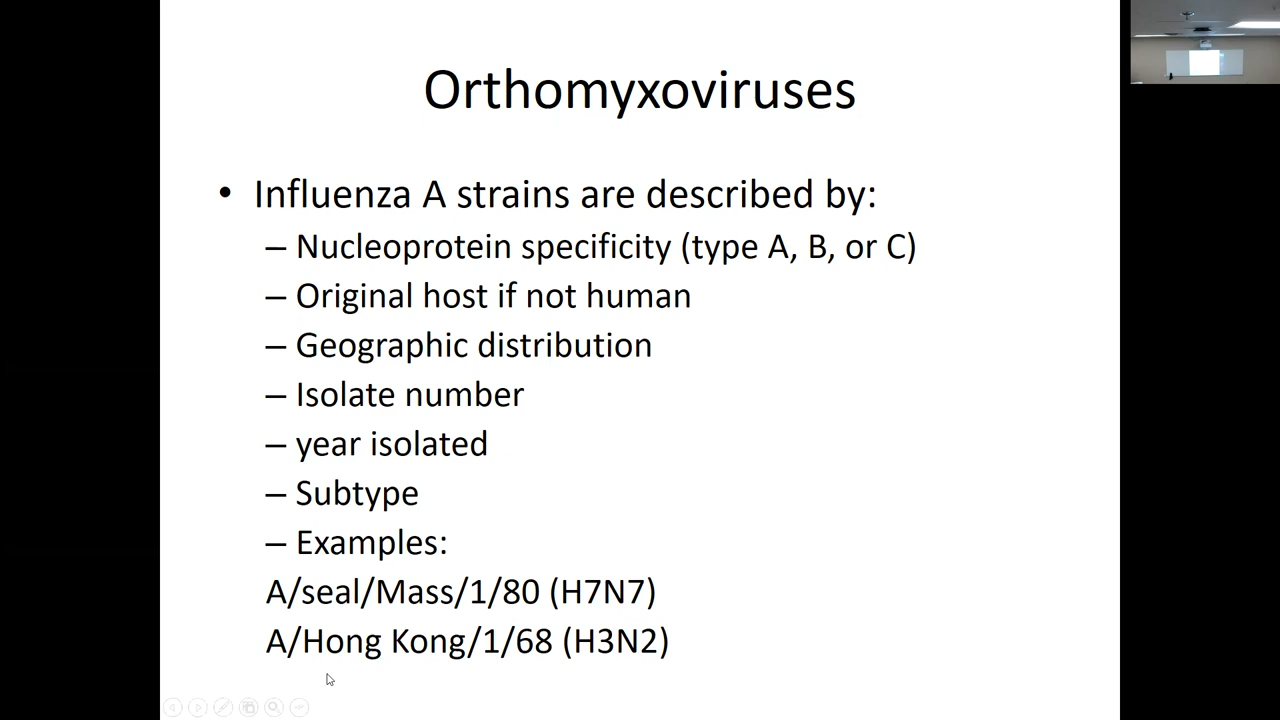 Orthomyxoviruses
• Influenza A strains are described by:
– Nucleoprotein specificity (type A, B, or C)
– Original host if not human
– Geographic distribution
– Isolate number
– year isolated
– Subtype
– Examples:
A/seal/Mass/1/80 (H7N7)
A/Hong Kong/1/68 (H3N2)